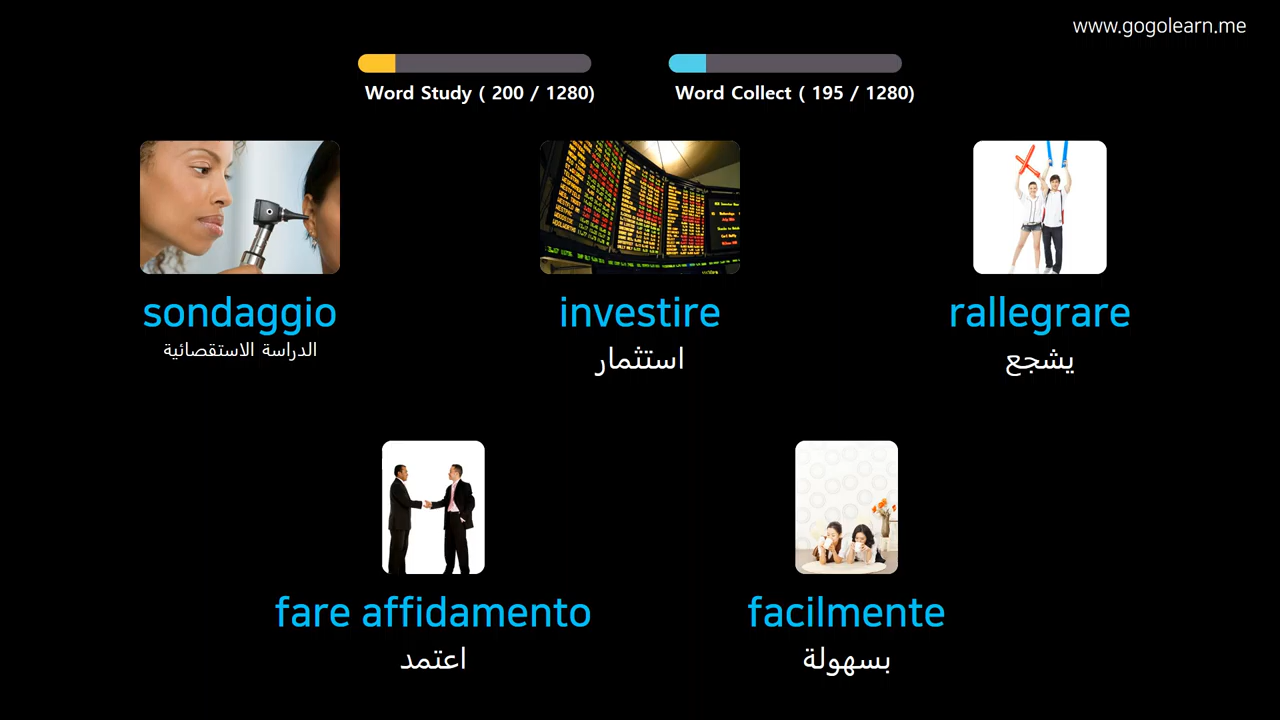 www.gogolearn.me
Word Study ( 200 / 1280)
Word Collect ( 195 / 1280)
sondaggio
الدراسة الاستقصائية
investire
استثمار
rallegrare
يشجع
fare affidamento
اعتمد
facilmente
بسهولة